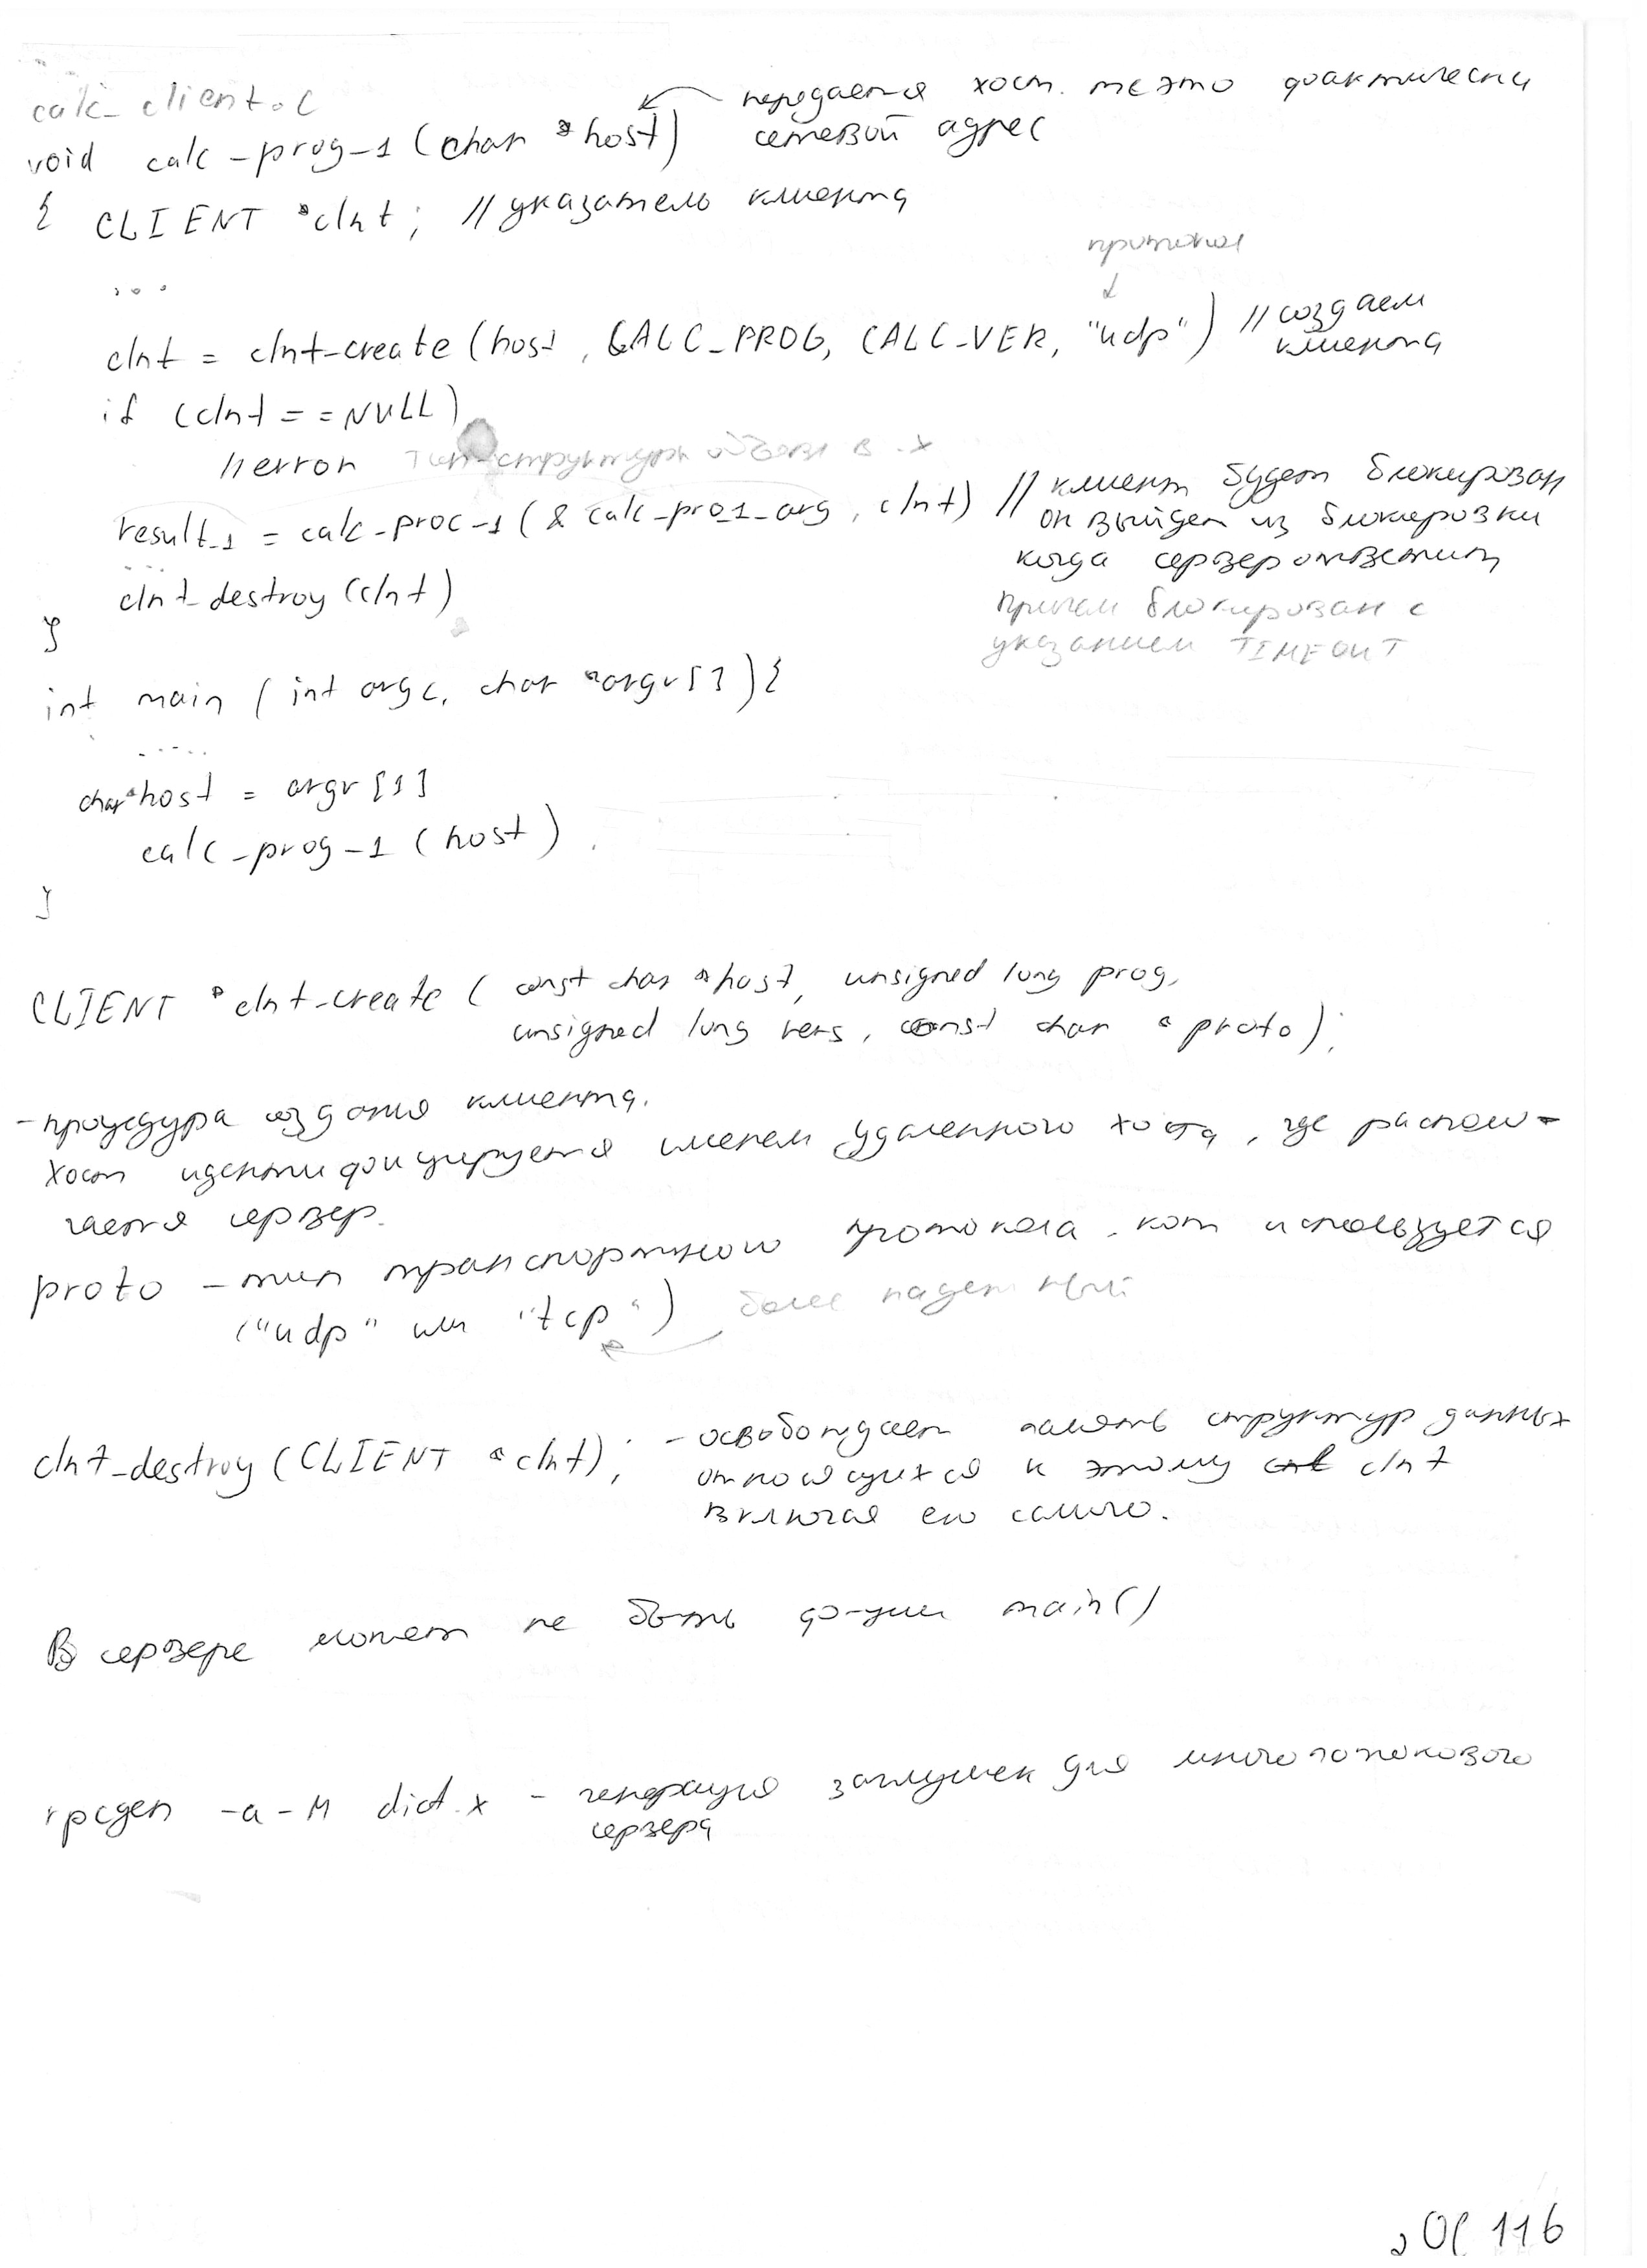 calc_client.c
void calc_prog_1 (char *host) передается хост. т.е это фактически
сетевой адрес
{ CLIENT *clnt; // указатель клиента
...
протокол
clnt = clnt_create (host, CALC_PROG, CALC_VER, "udp") // создаем
клиента
if (clnt == NULL)
// error тип структуры в .x
result_1 = calc_proc_1 (& calc_pro_1_arg, clnt) // клиент будет блокирован
он выйдет из блокировки
когда сервер ответит
....
clnt_destroy (clnt)
причем блокирован с
} указанием TIMEOUT
int main (int argc, char *argv[]) {
.....
char *host = argv [1]
calc_prog_1 (host)
}
CLIENT *clnt_create ( const char *host, unsigned long prog,
unsigned long vers, const char *proto);
- процедура создания клиента.
хост идентифицируется именем удаленного хоста, где распола-
гается сервер.
proto – тип транспортного протокола, кот используется
("udp" или "tcp") более надежный
clnt_destroy (CLIENT *clnt); - освобождает память структур данных
относящихся к этому clnt
включая его самого.
В сервере может не быть ф-ции main()
rpcgen -a -M dict.x - генерация заглушек для многопотокового
сервера
ОС 116